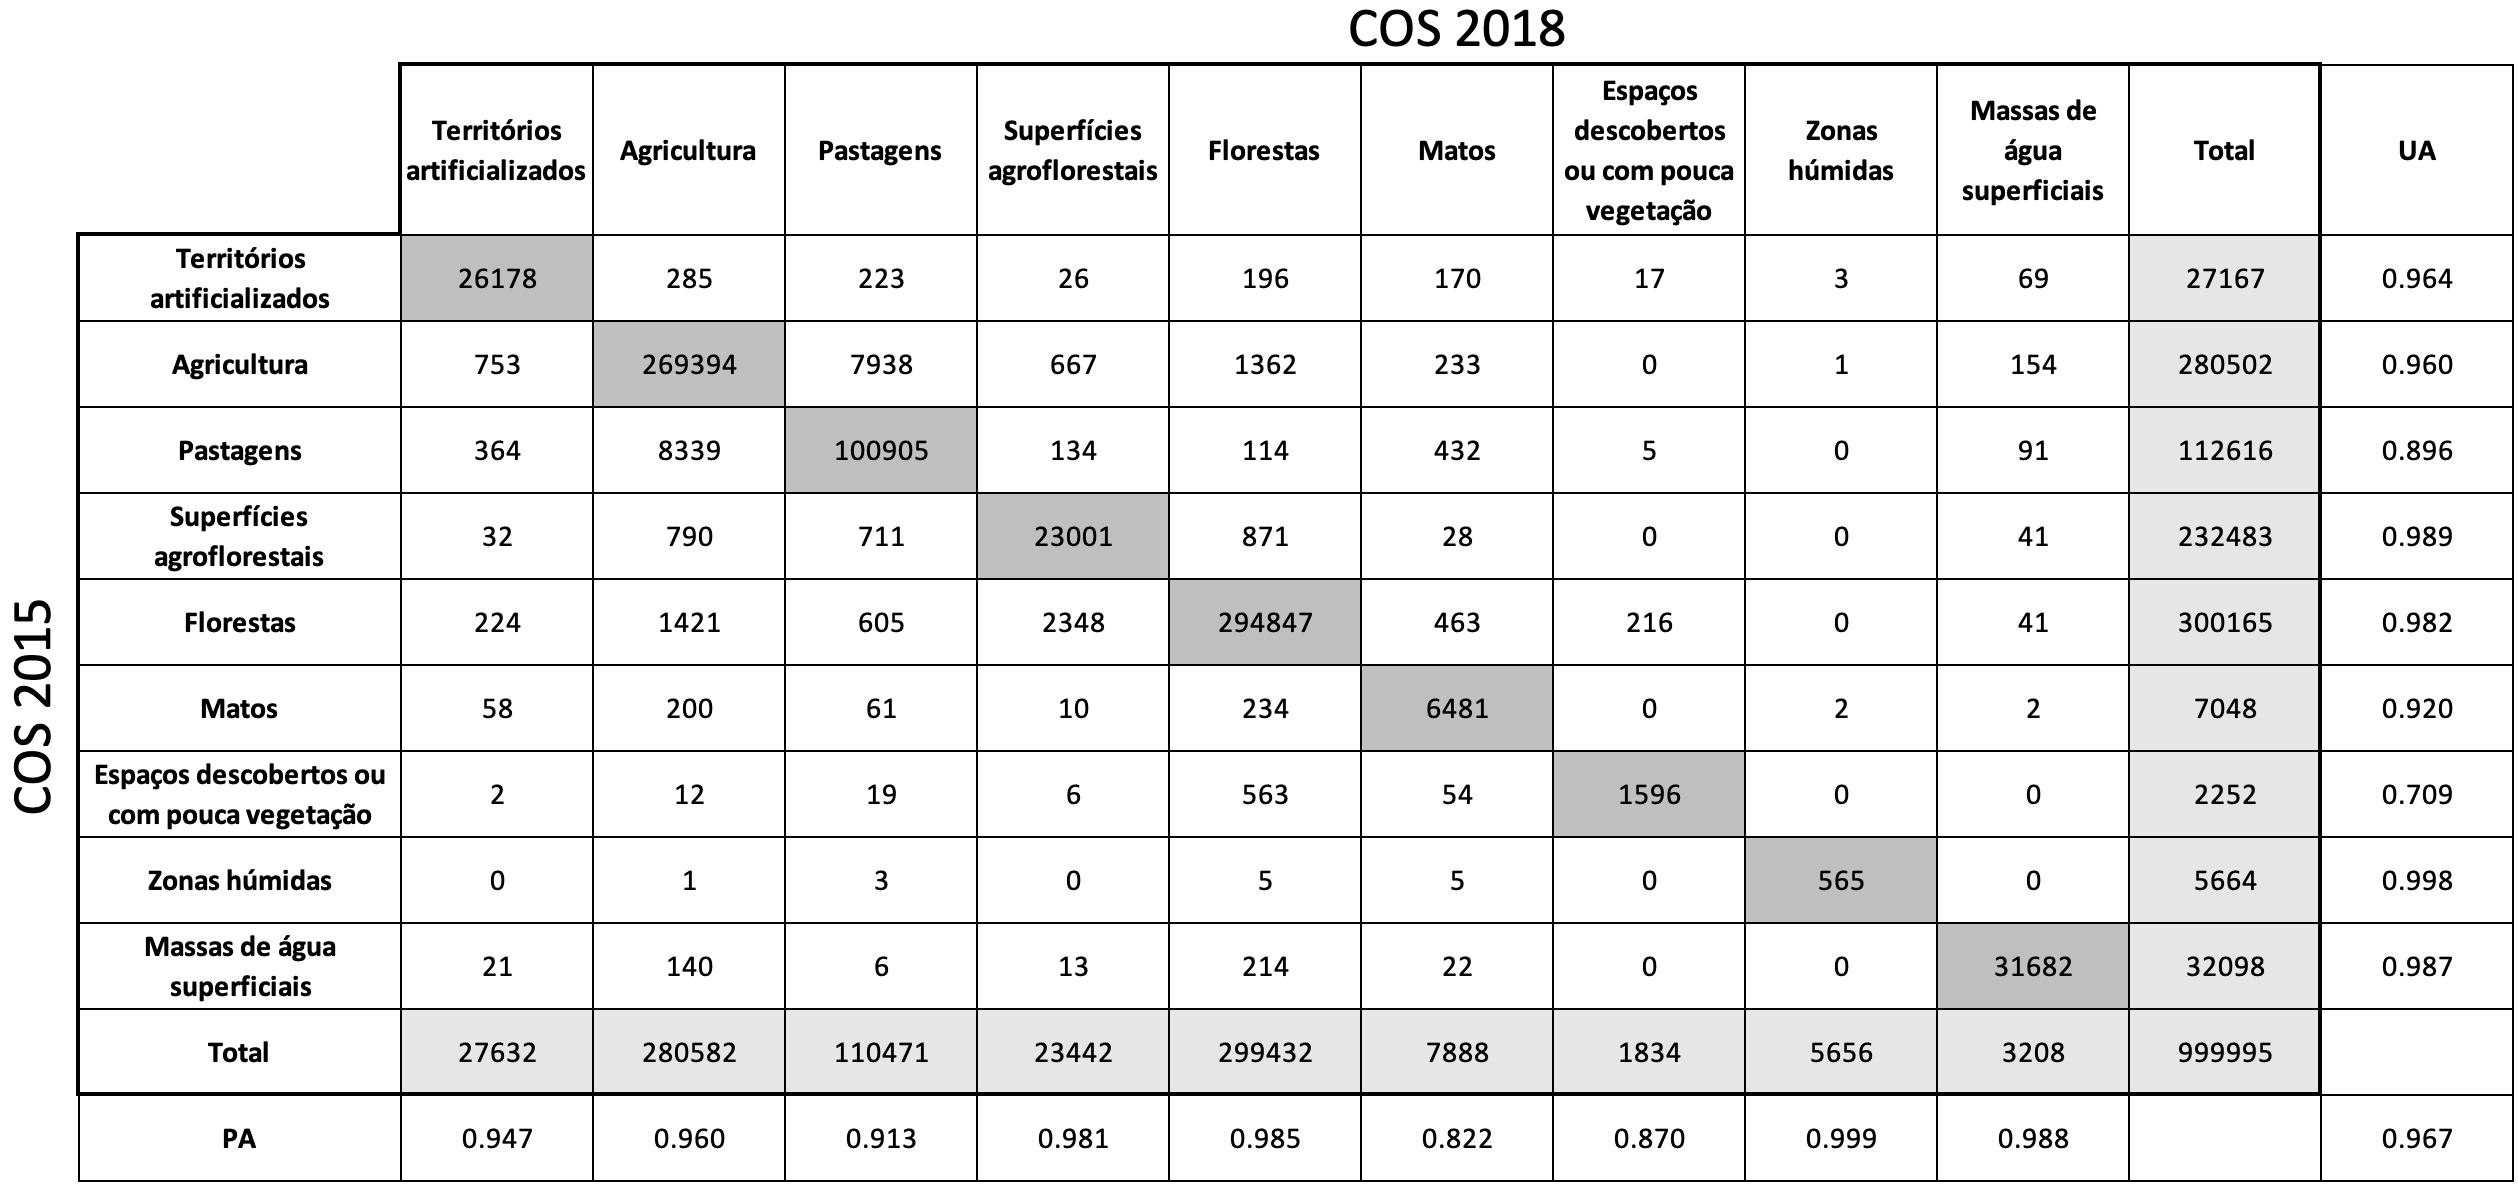 COS 2018
Territórios artificializados
Agricultura
Pastagens
Superfícies agroflorestais
Florestas
Matos
Espaços descobertos ou com pouca vegetação
Zonas húmidas
Massas de água superficiais
Total
UA
COS 2015
Territórios artificializados 26178 285 223 26 196 170 17 3 69 27167 0.964
Agricultura 753 269394 7938 667 1362 233 0 1 154 280502 0.960
Pastagens 364 8339 100905 134 114 432 5 0 91 112616 0.896
Superfícies agroflorestais 32 790 711 23001 871 28 0 0 41 232483 0.989
Florestas 224 1421 605 2348 294847 463 216 0 41 300165 0.982
Matos 58 200 61 10 234 6481 0 2 2 7048 0.920
Espaços descobertos ou com pouca vegetação 2 12 19 6 563 54 1596 0 0 2252 0.709
Zonas húmidas 0 1 3 0 5 5 0 565 0 5664 0.998
Massas de água superficiais 21 140 6 13 214 22 0 0 31682 32098 0.987
Total 27632 280582 110471 23442 299432 7888 1834 5656 3208 999995
PA 0.947 0.960 0.913 0.981 0.985 0.822 0.870 0.999 0.988 0.967